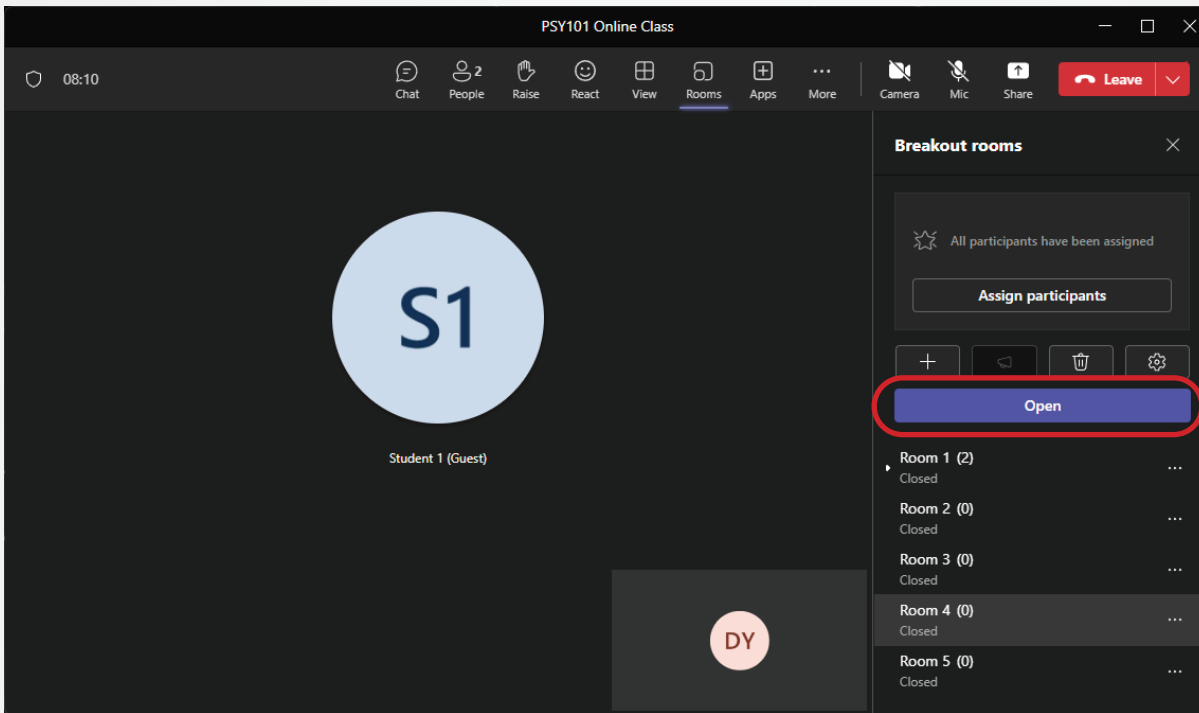 PSY101 Online Class
08:10
Chat
People 2
Raise
React
View
Rooms
Apps
More
Camera
Mic
Share
Leave
Breakout rooms
All participants have been assigned
Assign participants
Open
S1
Student 1 (Guest)
Room 1 (2)
Closed
Room 2 (0)
Closed
Room 3 (0)
Closed
Room 4 (0)
Closed
Room 5 (0)
Closed
DY